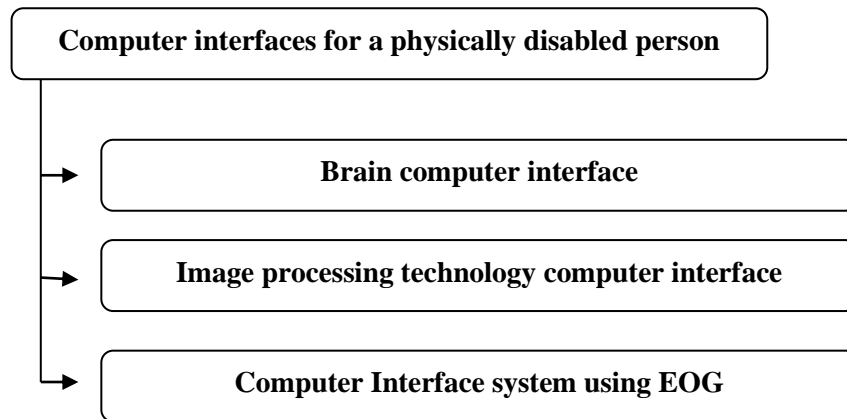 Computer interfaces for a physically disabled person
Brain computer interface
Image processing technology computer interface
Computer Interface system using EOG